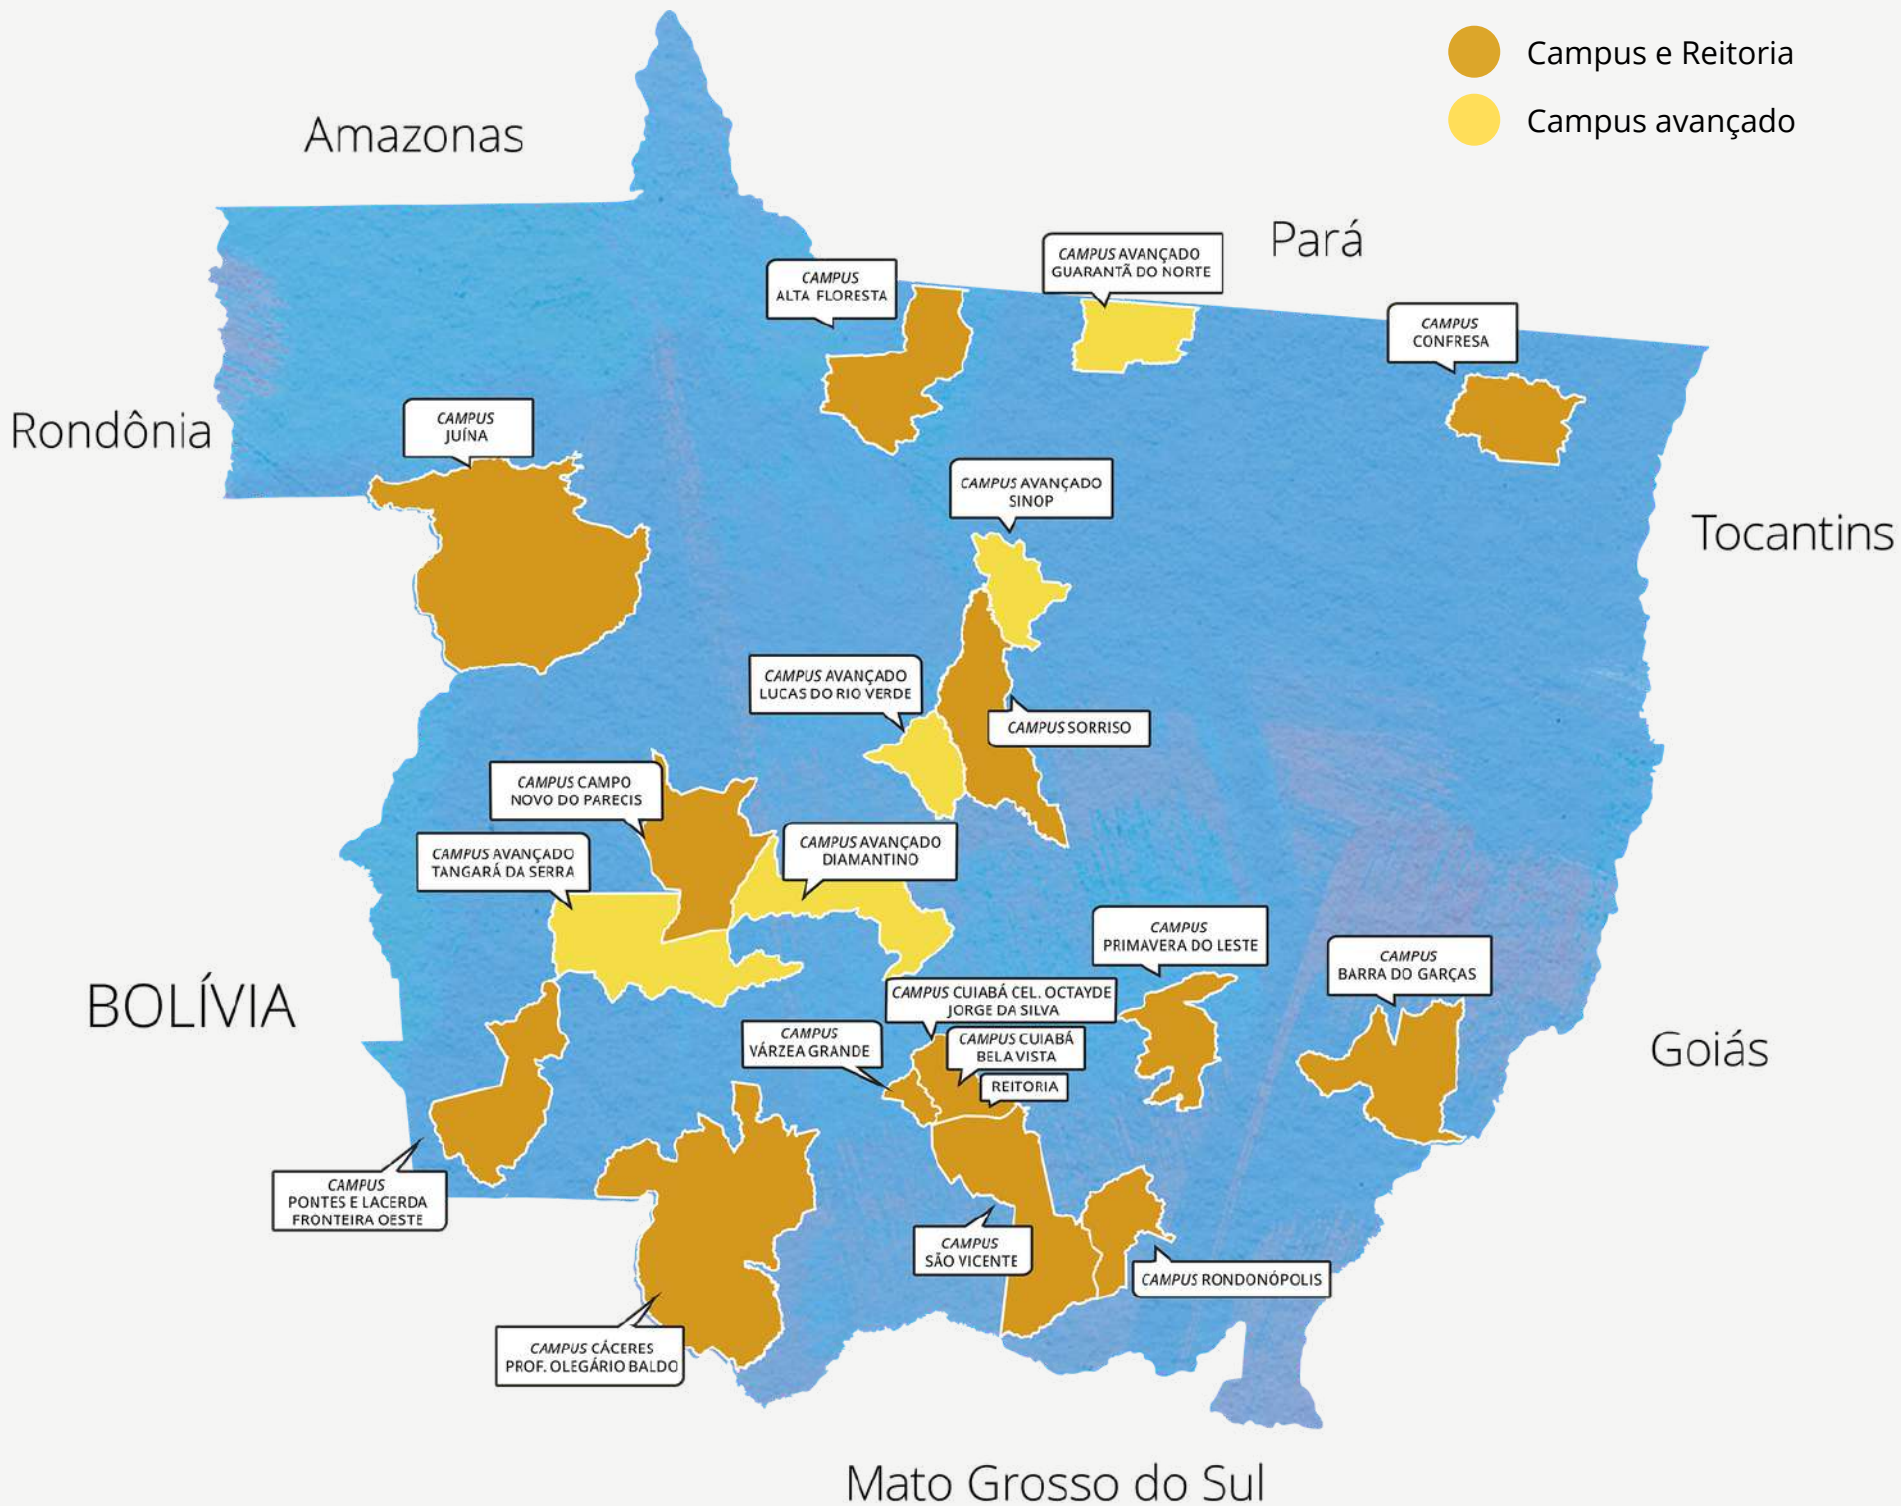 Campus e Reitoria
Campus avançado
Amazonas
Pará
CAMPUS AVANÇADO
GUARANTÃ DO NORTE
CAMPUS
ALTA FLORESTA
CAMPUS
CONFRESA
Rondônia
CAMPUS
JUÍNA
CAMPUS AVANÇADO
SINOP
Tocantins
CAMPUS AVANÇADO
LUCAS DO RIO VERDE
CAMPUS SORRISO
CAMPUS CAMPO
NOVO DO PARECIS
CAMPUS AVANÇADO
DIAMANTINO
CAMPUS AVANÇADO
TANGARÁ DA SERRA
CAMPUS
PRIMAVERA DO LESTE
CAMPUS
BARRA DO GARÇAS
BOLÍVIA
CAMPUS CUIABÁ CEL. OCTAYDE
JORGE DA SILVA
CAMPUS
VÁRZEA GRANDE
CAMPUS CUIABÁ
BELA VISTA
REITORIA
Goiás
CAMPUS
PONTES E LACERDA
FRONTEIRA OESTE
CAMPUS
SÃO VICENTE
CAMPUS RONDONÓPOLIS
CAMPUS CÁCERES
PROF. OLEGÁRIO BALDO
Mato Grosso do Sul